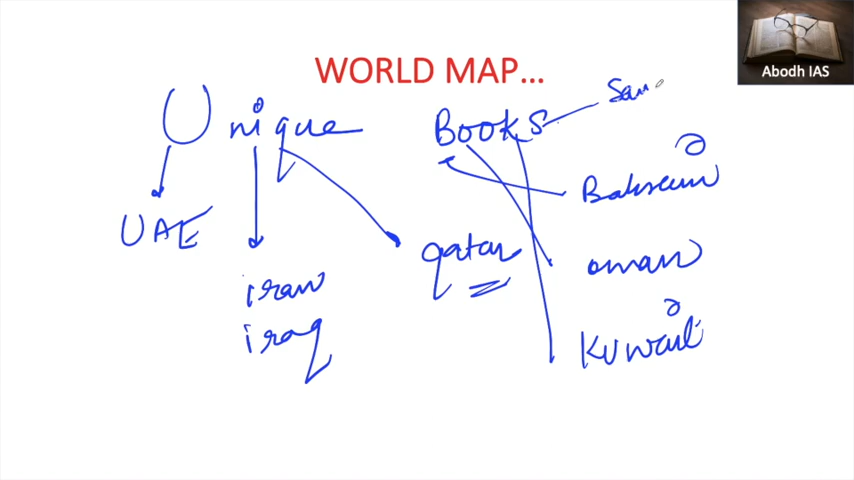 WORLD MAP...
Abodh IAS
Unique Books
Sau
Bahrain
UAE
qatar
oman
iran
iraq
Kuwait